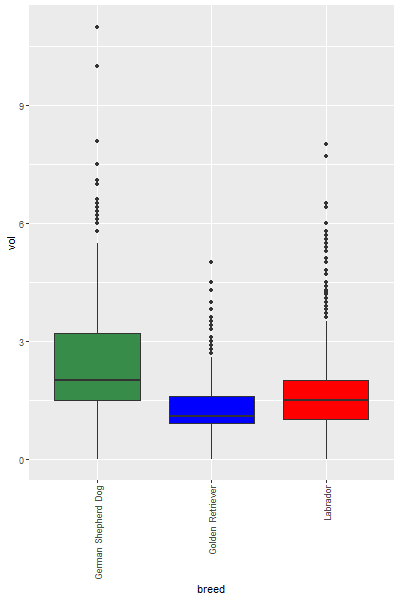 vol
9
6
3
0
German Shepherd Dog
Golden Retriever
Labrador
breed